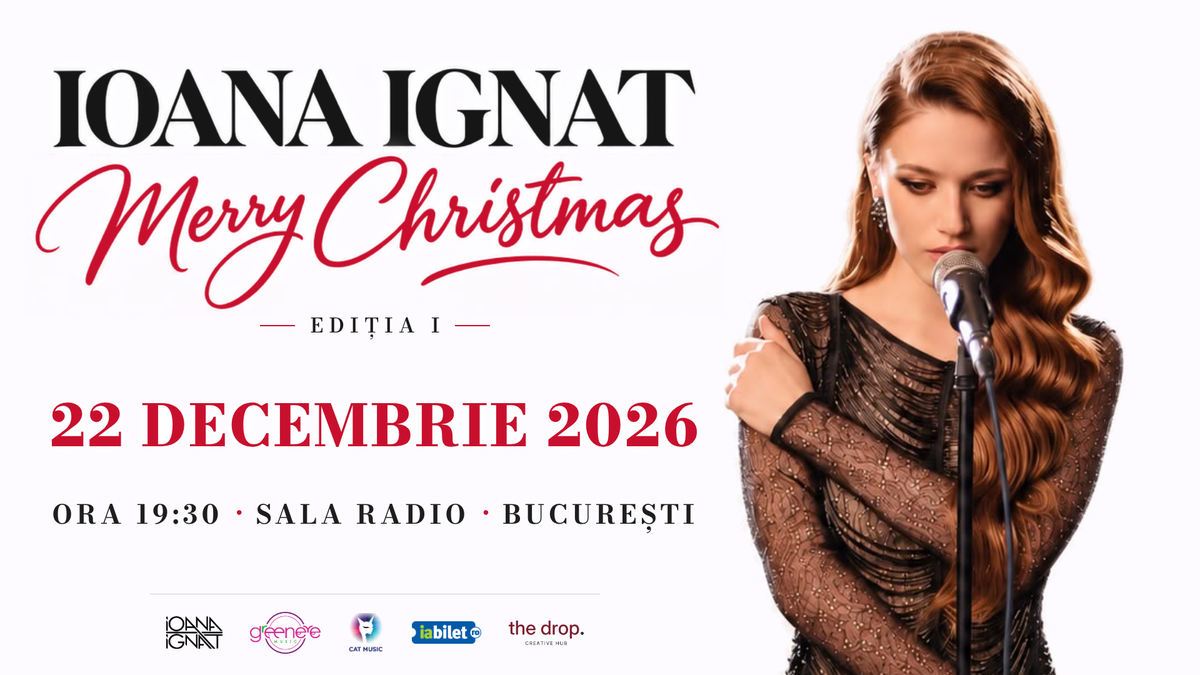 IOANA IGNAT
Merry Christmas
EDIȚIA I
22 DECEMBRIE 2026
ORA 19:30 • SALA RADIO • BUCUREȘTI
IOANA IGNAT
greenere MUSIC
CAT MUSIC
iabilet ro
the drop.
CREATIVE HUB